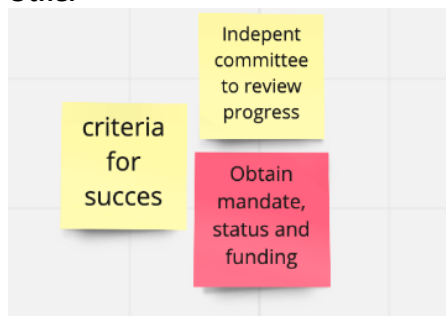 Indepent
committee
to review
progress
criteria
for
succes
Obtain
mandate,
status and
funding